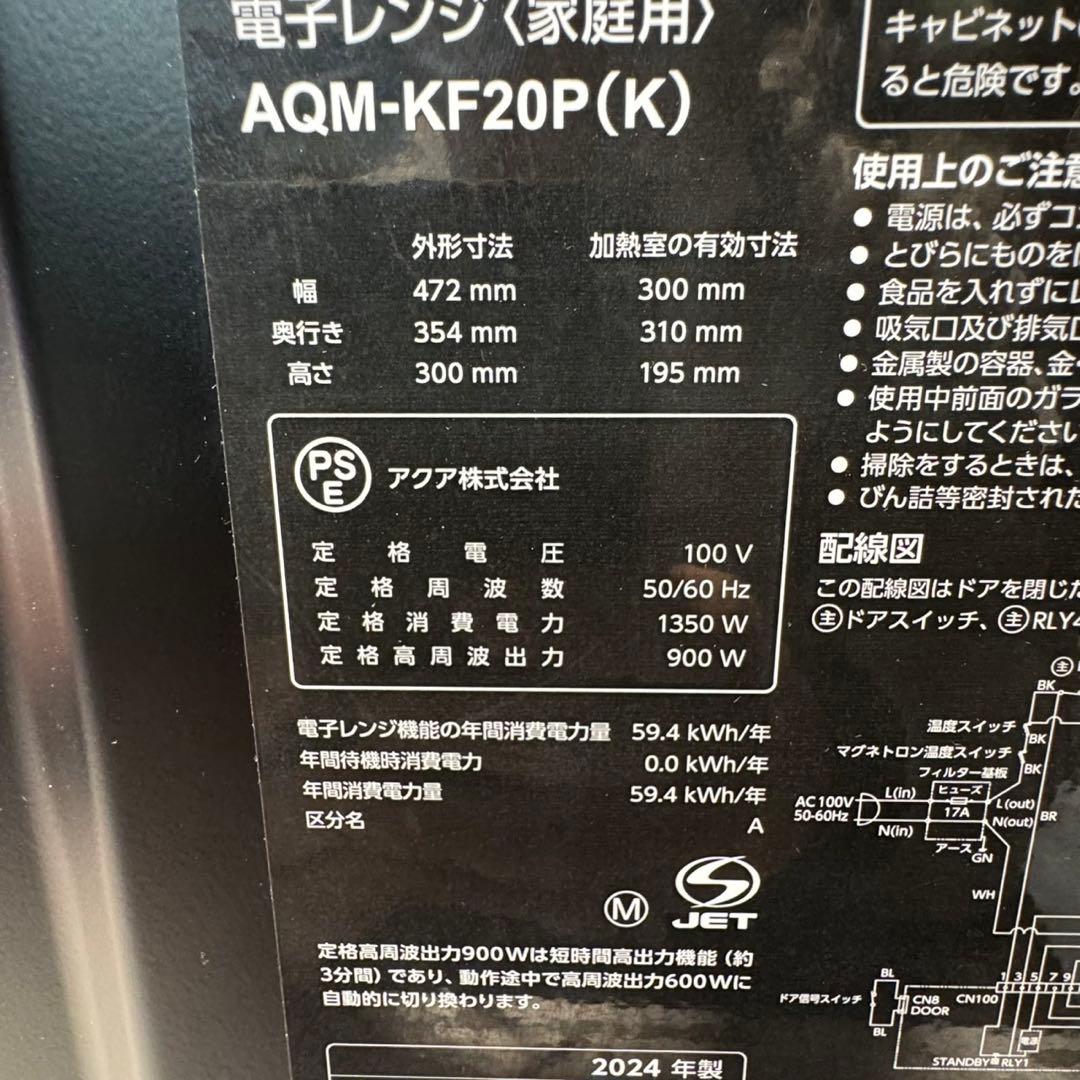 電子レンジ〈家庭用〉
AQM-KF20P(K)
外形寸法 加熱室の有効寸法
幅 472 mm 300 mm
奥行き 354 mm 310 mm
高さ 300 mm 195 mm
PSE アクア株式会社
定格電圧 100 V
定格周波数 50/60 Hz
定格消費電力 1350 W
定格高周波出力 900 W
電子レンジ機能の年間消費電力量 59.4 kWh/年
年間待機時消費電力 0.0 kWh/年
年間消費電力量 59.4 kWh/年
区分名 A
M JET
定格高周波出力900Wは短時間高出力機能(約
3分間)であり、動作途中で高周波出力600Wに
自動的に切り換わります。
2024 年製
キャビネット
ると危険です。
使用上のご注意
● 電源は、必ずコ
● とびらにものを
● 食品を入れずに
● 吸気口及び排気口
● 金属製の容器、金
● 使用中前面のガラ
ようにしてください
● 掃除をするときは、
● びん詰等密封された
配線図
この配線図はドアを閉じた
主ドアスイッチ、主RLY4
主
BK
温度スイッチ
BK
マグネトロン温度スイッチ
BK
フィルター基板
L(in) ヒューズ L(out)
AC100V 17A
50-60Hz N(out) BR
N(in)
アース
GN
WH
1 3 5 7 9
BL
ドア信号スイッチ CN8 CN100
DOOR
BL
電源
STANDBY RLY1